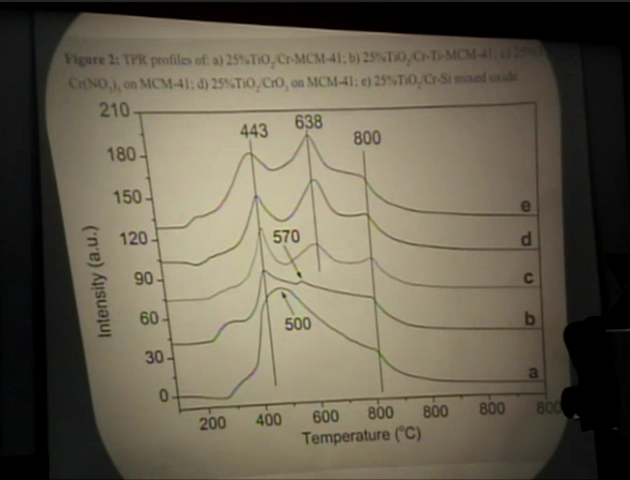 Figure 2: TPR profiles of: a) 25%TiO2/Cr-MCM-41; b) 25%TiO2/Cr-Ti-MCM-41; c) 25%
Cr(NO3)3 on MCM-41; d) 25%TiO2/CrO3 on MCM-41; e) 25%TiO2/Cr-Si mixed oxide
210
180
150
120
90
60
30
0
Intensity (a.u.)
443
638
800
570
500
e
d
c
b
a
200 400 600 800 800 800 800
Temperature (°C)